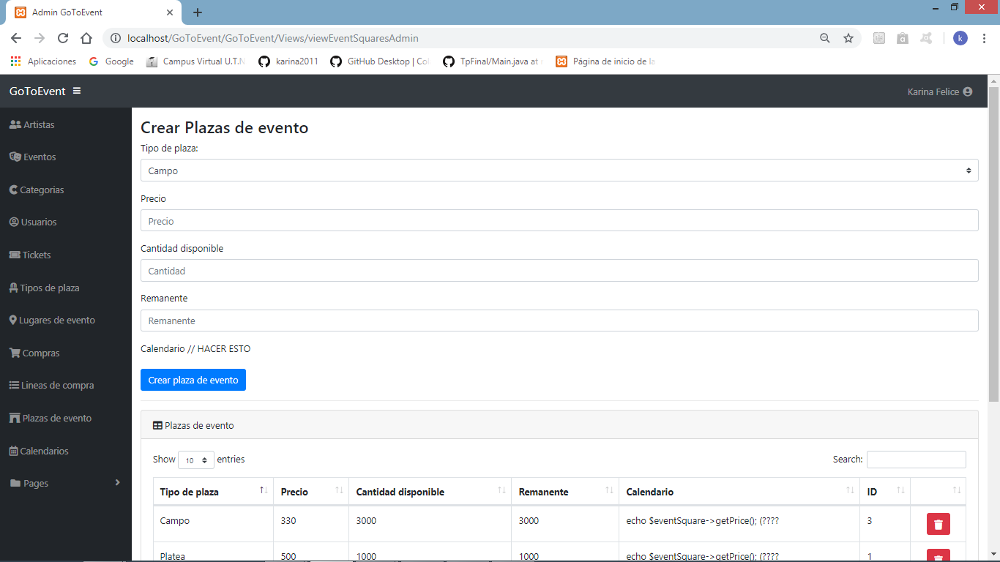 Admin GoToEvent
localhost/GoToEvent/GoToEvent/Views/viewEventSquaresAdmin
k
Aplicaciones
Google
Campus Virtual U.T.N
karina2011
GitHub Desktop | Co
TpFinal/Main.java at
Página de inicio de la
GoToEvent
Karina Felice
Artistas
Eventos
Categorias
Usuarios
Tickets
Tipos de plaza
Lugares de evento
Compras
Lineas de compra
Plazas de evento
Calendarios
Pages
Crear Plazas de evento
Tipo de plaza:
Campo
Precio
Precio
Cantidad disponible
Cantidad
Remanente
Remanente
Calendario // HACER ESTO
Crear plaza de evento
Plazas de evento
Show 10 entries
Search:
Tipo de plaza Precio Cantidad disponible Remanente Calendario ID
Campo 330 3000 3000 echo $eventSquare->getPrice(); (???? 3
Platea 500 1000 1000 echo $eventSquare->getPrice(); (???? 1